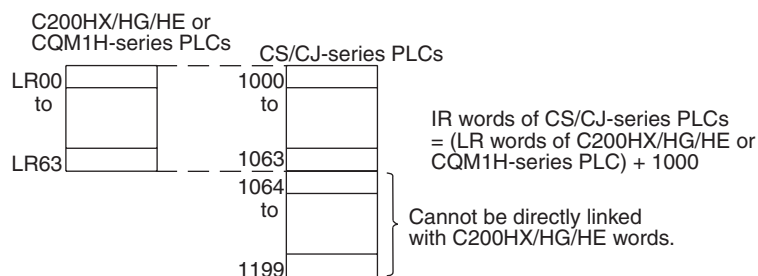 C200HX/HG/HE or
CQM1H-series PLCs
CS/CJ-series PLCs
LR00
to
LR63
1000
to
1063
1064
to
1199
IR words of CS/CJ-series PLCs
= (LR words of C200HX/HG/HE or
CQM1H-series PLC) + 1000
Cannot be directly linked
with C200HX/HG/HE words.